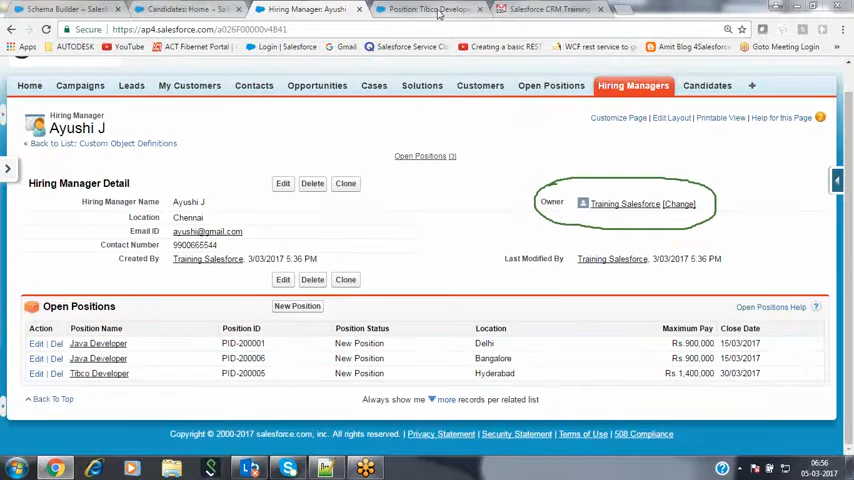 Schema Builder ~ Salesf
Candidates: Home ~ Sale
Hiring Manager: Ayushi
Position: Tibco Develop
Salesforce CRM Training
Secure
https://ap4.salesforce.com/a026F00000v4B41
Apps
AUTODESK
YouTube
ACT Fibernet Portal
Login | Salesforce
Salesforce Service Clo
Creating a basic REST
Virtusa
Amit Blog 4Salesforce
GoTo Meeting Login
Home
Campaigns
Leads
My Customers
Contacts
Opportunities
Cases
Solutions
Customers
Open Positions
Hiring Managers
Candidates
+
Hiring Manager
Ayushi J
Customize Page | Edit Layout | Printable View | Help for this Page
« Back to List: Custom Object Definitions
Open Positions [3]
Hiring Manager Detail
Edit
Delete
Clone
Hiring Manager Name
Ayushi J
Owner
Training Salesforce [Change]
Location
Chennai
Email ID
ayushi@gmail.com
Contact Number
9900665544
Created By
Training Salesforce, 3/03/2017 5:36 PM
Last Modified By
Training Salesforce, 3/03/2017 5:36 PM
Edit
Delete
Clone
Open Positions
New Position
Open Positions Help
Action
Position Name
Position ID
Position Status
Location
Maximum Pay
Close Date
Edit | Del
Java Developer
PID-200001
New Position
Delhi
Rs.900,000
15/03/2017
Edit | Del
Java Developer
PID-200006
New Position
Bangalore
Rs.900,000
15/03/2017
Edit | Del
Tibco Developer
PID-200005
New Position
Hyderabad
Rs.1,400,000
30/03/2017
Back To Top
Always show me more records per related list
Copyright © 2000-2017 salesforce.com, inc. All rights reserved. | Privacy Statement | Security Statement | Terms of Use | 508 Compliance
06:56
05-03-2017